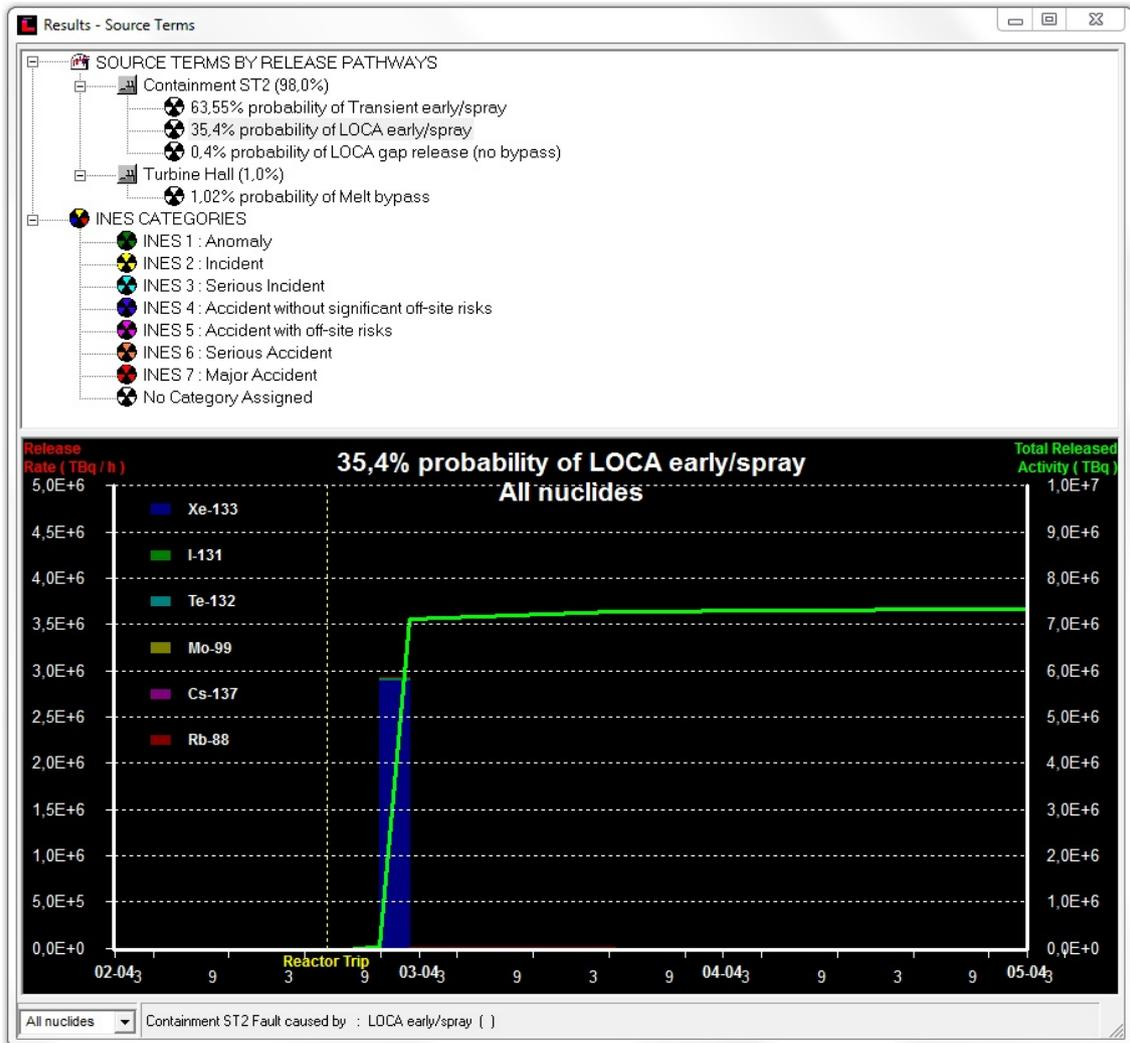 Results - Source Terms
SOURCE TERMS BY RELEASE PATHWAYS
Containment ST2 (98,0%)
63,55% probability of Transient early/spray
35,4% probability of LOCA early/spray
0,4% probability of LOCA gap release (no bypass)
Turbine Hall (1,0%)
1,02% probability of Melt bypass
INES CATEGORIES
INES 1 : Anomaly
INES 2 : Incident
INES 3 : Serious Incident
INES 4 : Accident without significant off-site risks
INES 5 : Accident with off-site risks
INES 6 : Serious Accident
INES 7 : Major Accident
No Category Assigned
Release
Rate ( TBq / h )
35,4% probability of LOCA early/spray
All nuclides
Total Released
Activity ( TBq )
5,0E+6 1,0E+7
Xe-133
4,5E+6 9,0E+6
I-131
4,0E+6 8,0E+6
Te-132
3,5E+6 7,0E+6
Mo-99
3,0E+6 6,0E+6
Cs-137
2,5E+6 5,0E+6
Rb-88
2,0E+6 4,0E+6
1,5E+6 3,0E+6
1,0E+6 2,0E+6
5,0E+5 1,0E+6
0,0E+0 0,0E+0
Reactor Trip
02-04 3 9 3 9 03-04 3 9 3 9 04-04 3 9 3 9 05-04 3
All nuclides Containment ST2 Fault caused by : LOCA early/spray ( )